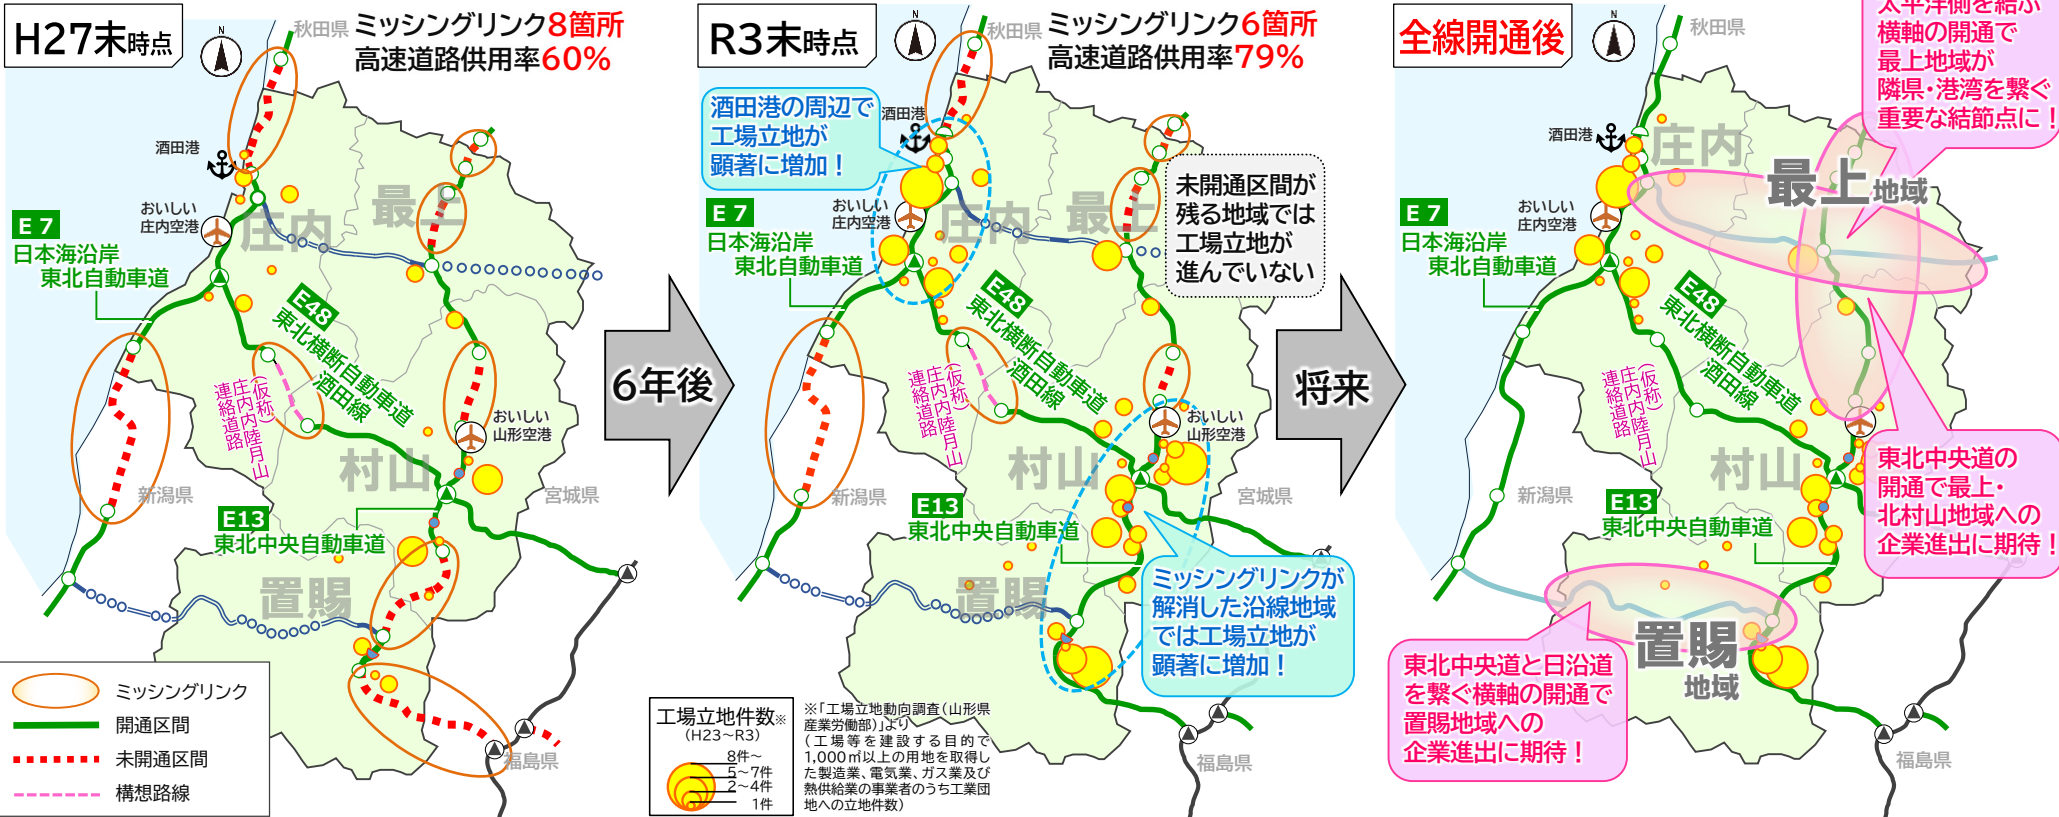 H27末時点
N
秋田県
ミッシングリンク8箇所
高速道路供用率60%
酒田港
おいしい
庄内空港
庄内
最上
E7
日本海沿岸
東北自動車道
E48
東北横断自動車道
酒田線
(仮称)
庄内内陸月山
連絡道路
おいしい
山形空港
村山
新潟県
宮城県
E13
東北中央自動車道
置賜
福島県
ミッシングリンク
開通区間
未開通区間
構想路線
6年後
R3末時点
N
秋田県
ミッシングリンク6箇所
高速道路供用率79%
酒田港の周辺で
工場立地が
顕著に増加!
酒田港
おいしい
庄内空港
庄内
最上
未開通区間が
残る地域では
工場立地が
進んでいない
E7
日本海沿岸
東北自動車道
E48
東北横断自動車道
酒田線
(仮称)
庄内内陸月山
連絡道路
おいしい
山形空港
村山
新潟県
宮城県
E13
東北中央自動車道
置賜
ミッシングリンクが
解消した沿線地域
では工場立地が
顕著に増加!
福島県
工場立地件数※
(H23~R3)
8件~
5~7件
2~4件
1件
※「工場立地動向調査(山形県
産業労働部)」より
(工場等を建設する目的で
1,000㎡以上の用地を取得し
た製造業、電気業、ガス業及び
熱供給業の事業者のうち工業団
地への立地件数)
将来
全線開通後
N
秋田県
太平洋側を結ぶ
横軸の開通で
最上地域が
隣県・港湾を繋ぐ
重要な結節点に!
酒田港
おいしい
庄内空港
庄内
最上地域
E7
日本海沿岸
東北自動車道
E48
東北横断自動車道
酒田線
(仮称)
庄内内陸月山
連絡道路
村山
新潟県
E13
東北中央自動車道
東北中央道の
開通で最上・
北村山地域への
企業進出に期待!
置賜
地域
東北中央道と日沿道
を繋ぐ横軸の開通で
置賜地域への
企業進出に期待!
福島県